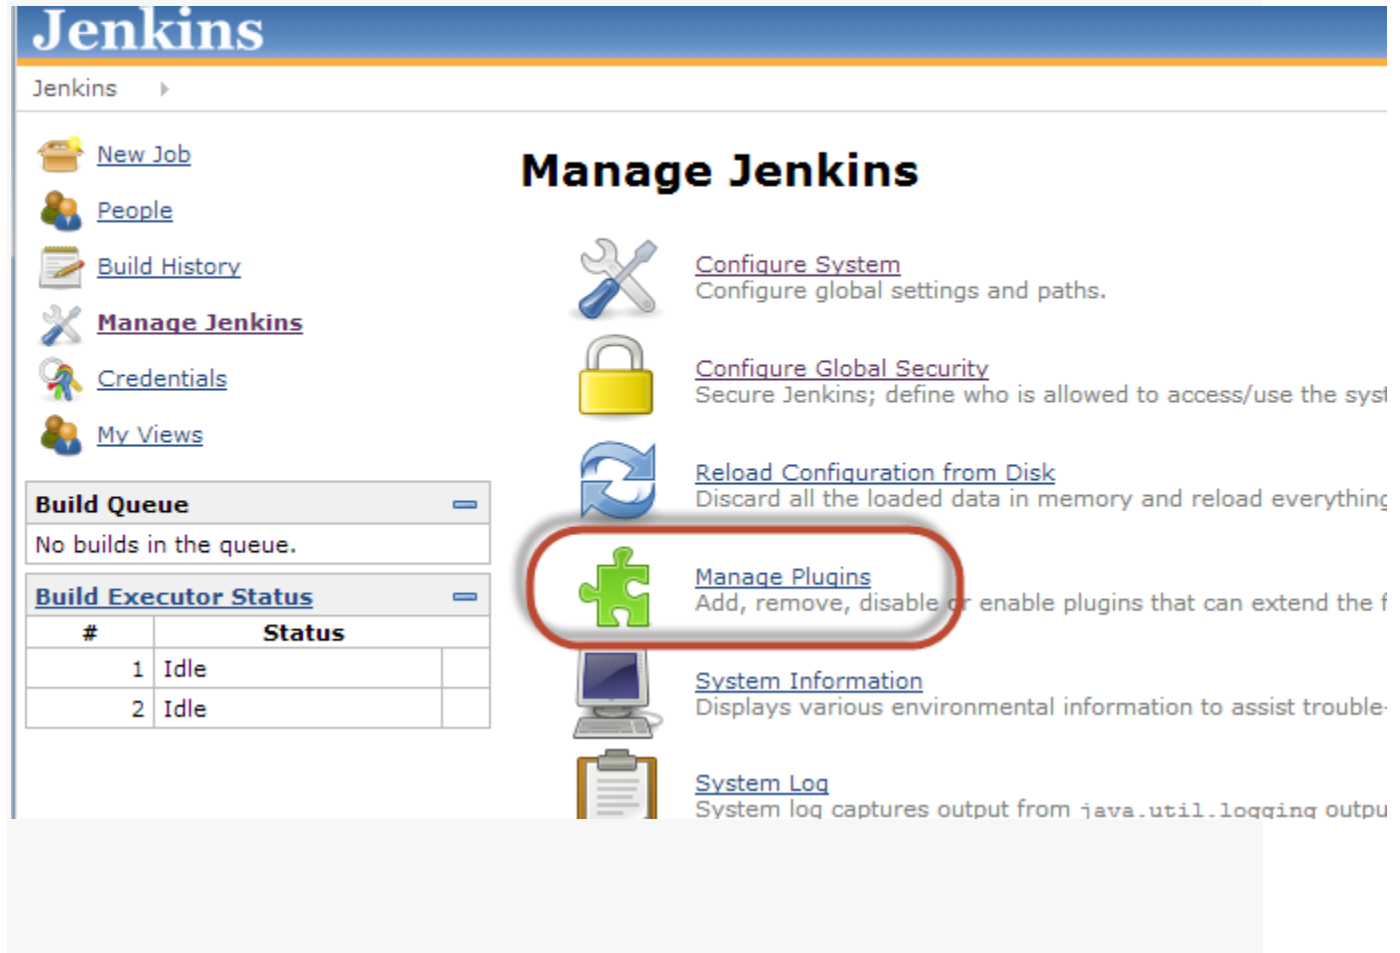 Jenkins
Jenkins
New Job
People
Build History
Manage Jenkins
Credentials
My Views
Build Queue
No builds in the queue.
Build Executor Status
# Status
1 Idle
2 Idle
Manage Jenkins
Configure System
Configure global settings and paths.
Configure Global Security
Secure Jenkins; define who is allowed to access/use the syst
Reload Configuration from Disk
Discard all the loaded data in memory and reload everything
Manage Plugins
Add, remove, disable or enable plugins that can extend the f
System Information
Displays various environmental information to assist trouble-
System Log
System log captures output from java.util.logging outpu